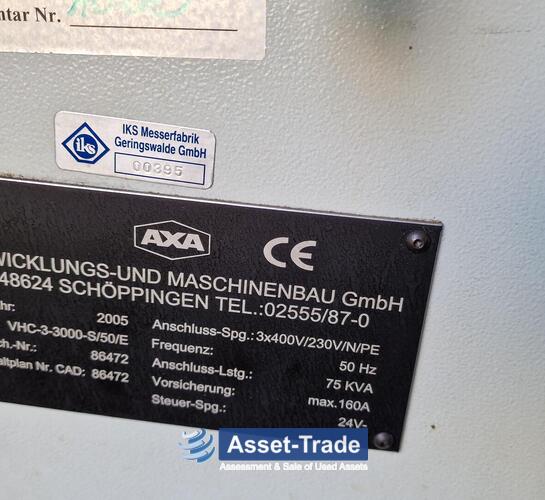 ntar Nr.
iks
IKS Messerfabrik
Geringswalde GmbH
00395
AXA CE
WICKLUNGS-UND MASCHINENBAU GmbH
48624 SCHÖPPINGEN TEL.:02555/87-0
hr: 2005
VHC-3-3000-S/50/E
ch.-Nr.: 86472
altplan Nr. CAD: 86472
Anschluss-Spg.: 3x400V/230V/N/PE
Frequenz: 50 Hz
Anschluss-Lstg.: 75 KVA
Vorsicherung: max.160A
Steuer-Spg.: 24V-
Asset-Trade
Assessment & Sale of Used Assets